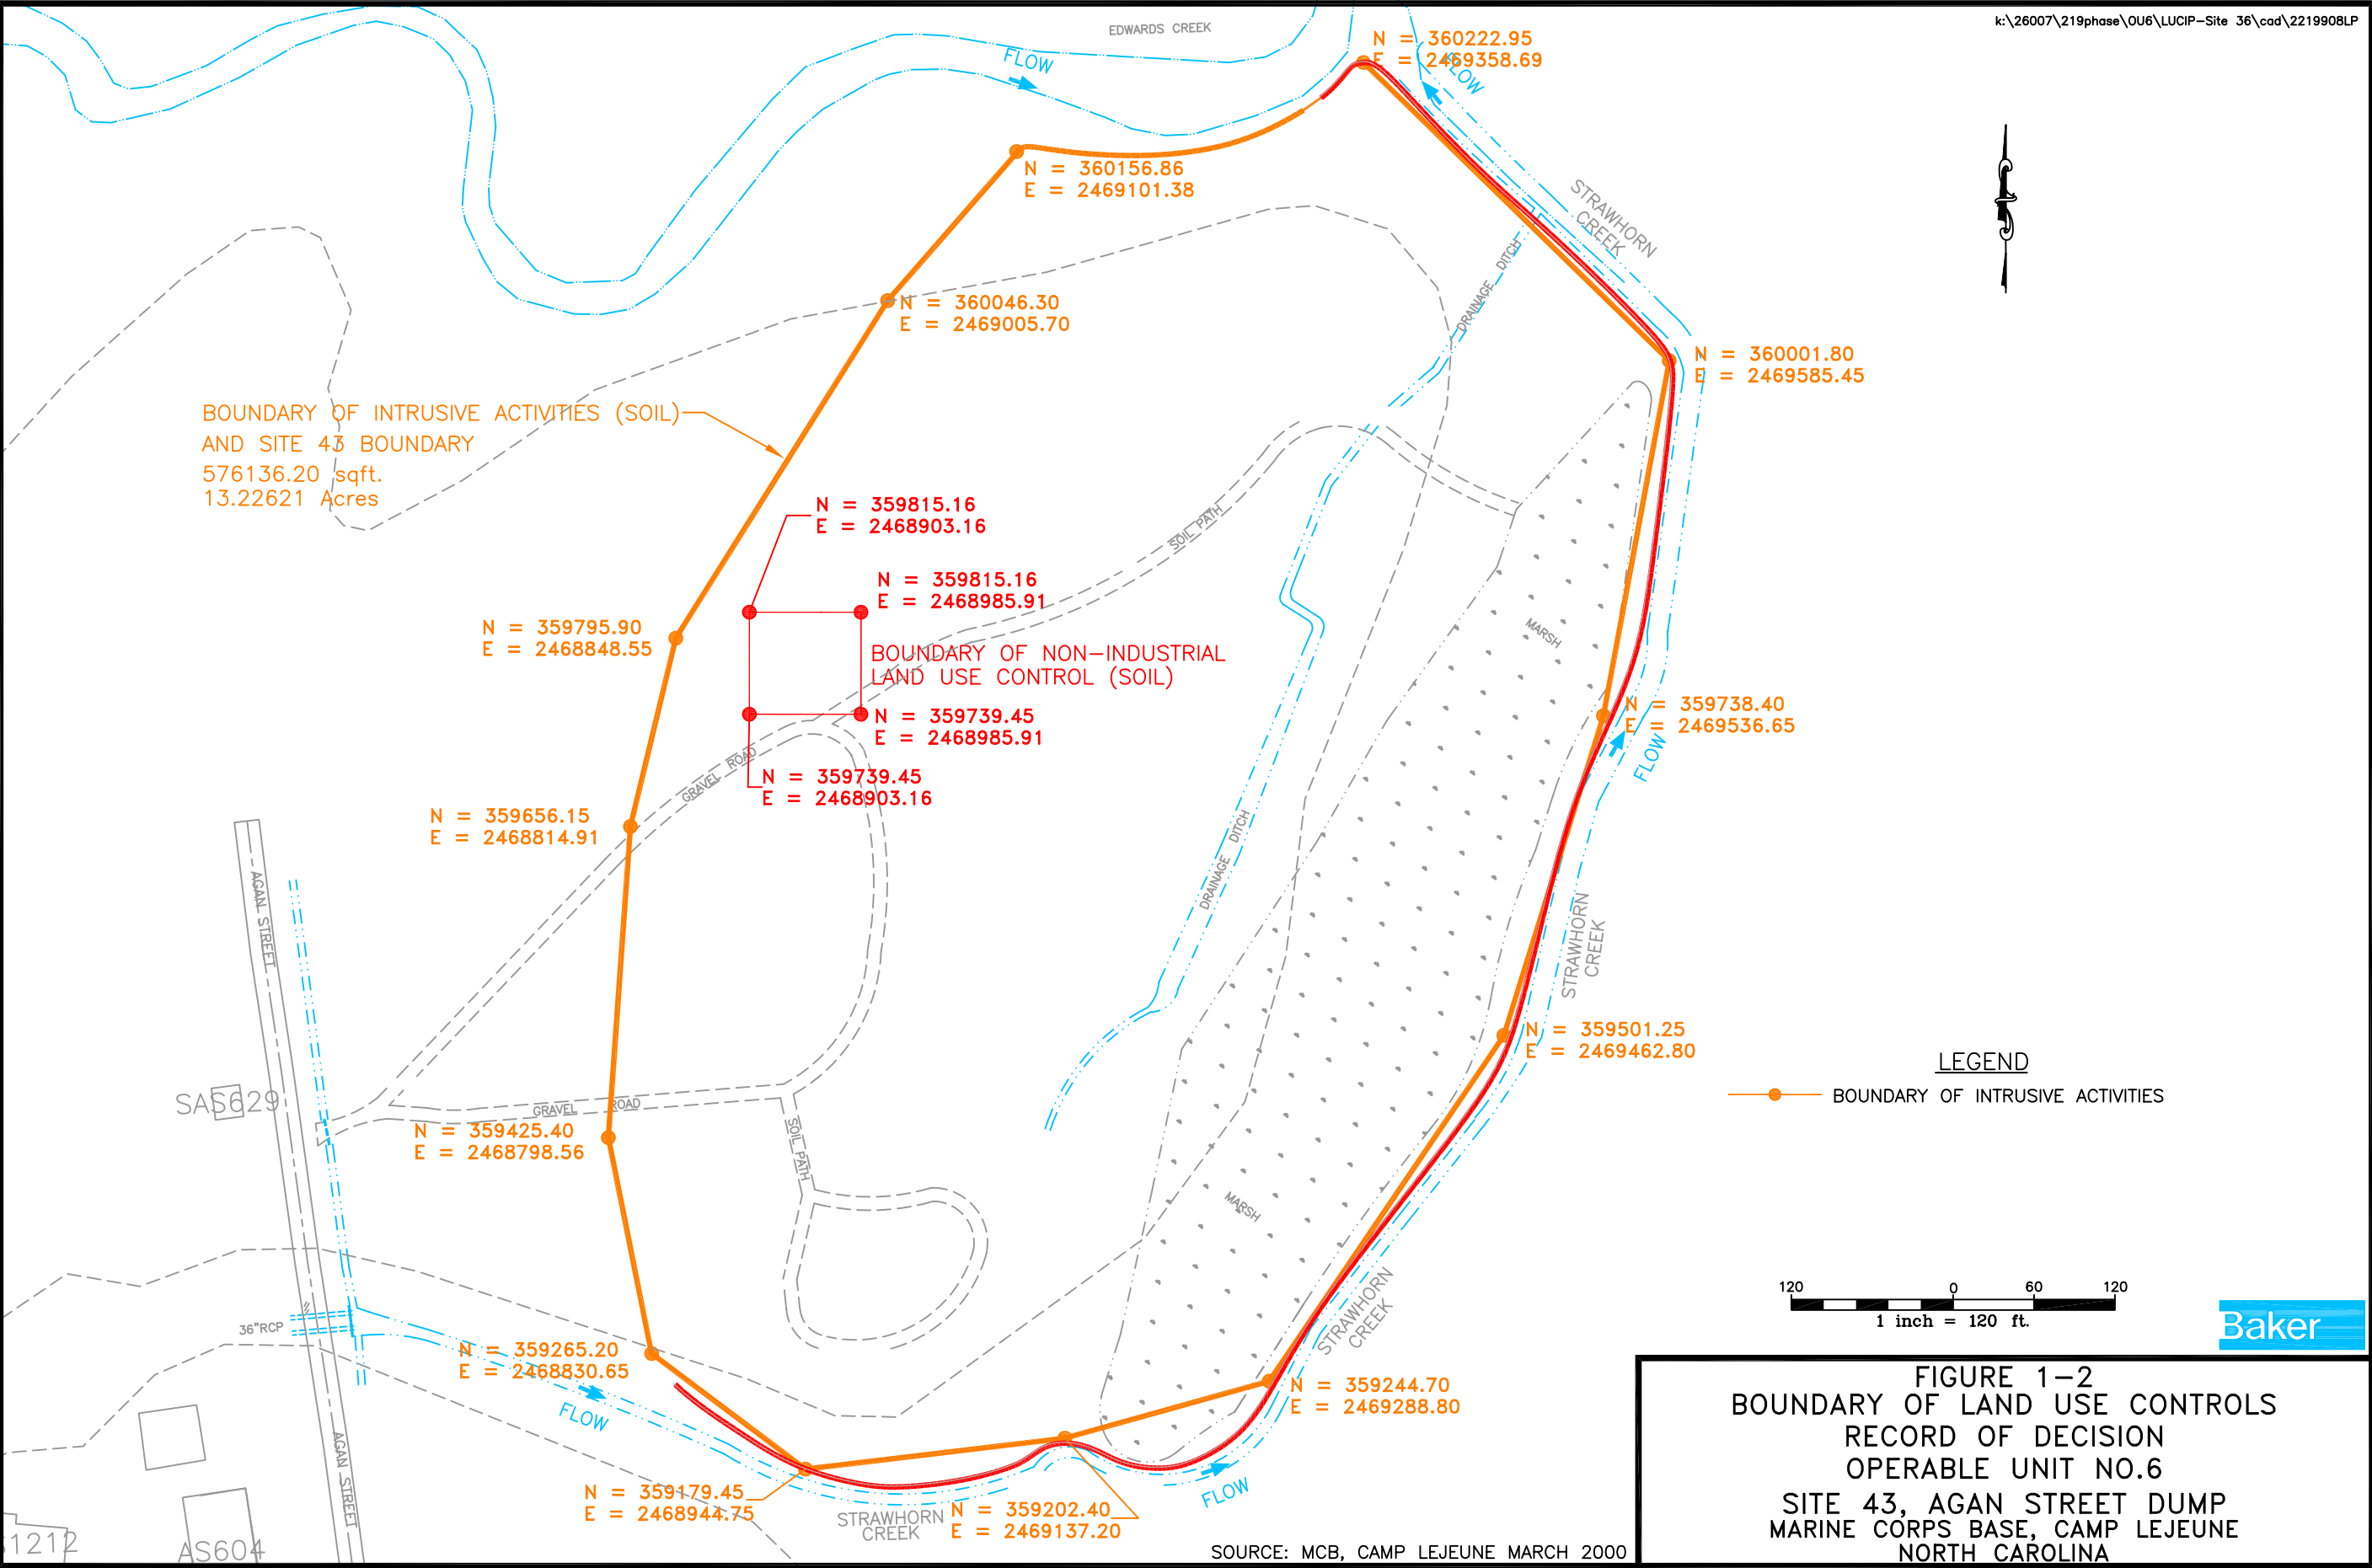 k:\26007\219phase\OU6\LUCIP-Site 36\cad\2219908LP
EDWARDS CREEK
FLOW
N = 360222.95
E = 2469358.69
FLOW
N = 360156.86
E = 2469101.38
STRAWHORN
CREEK
DRAINAGE DITCH
N = 360046.30
E = 2469005.70
N = 360001.80
E = 2469585.45
BOUNDARY OF INTRUSIVE ACTIVITIES (SOIL)
AND SITE 43 BOUNDARY
576136.20 sqft.
13.22621 Acres
N = 359815.16
E = 2468903.16
SOIL PATH
N = 359815.16
E = 2468985.91
N = 359795.90
E = 2468848.55
MARSH
BOUNDARY OF NON-INDUSTRIAL
LAND USE CONTROL (SOIL)
N = 359739.45
E = 2468985.91
N = 359738.40
E = 2469536.65
FLOW
GRAVEL ROAD
N = 359739.45
E = 2468903.16
N = 359656.15
E = 2468814.91
DRAINAGE DITCH
AGAN STREET
STRAWHORN
CREEK
N = 359501.25
E = 2469462.80
LEGEND
BOUNDARY OF INTRUSIVE ACTIVITIES
SAS629
GRAVEL ROAD
N = 359425.40
E = 2468798.56
SOIL PATH
MARSH
STRAWHORN
CREEK
120 0 60 120
1 inch = 120 ft.
Baker
36"RCP
N = 359265.20
E = 2468830.65
FLOW
N = 359244.70
E = 2469288.80
AGAN STREET
N = 359179.45
E = 2468944.75
FLOW
STRAWHORN
CREEK
N = 359202.40
E = 2469137.20
1212
AS604
SOURCE: MCB, CAMP LEJEUNE MARCH 2000
FIGURE 1-2
BOUNDARY OF LAND USE CONTROLS
RECORD OF DECISION
OPERABLE UNIT NO.6
SITE 43, AGAN STREET DUMP
MARINE CORPS BASE, CAMP LEJEUNE
NORTH CAROLINA